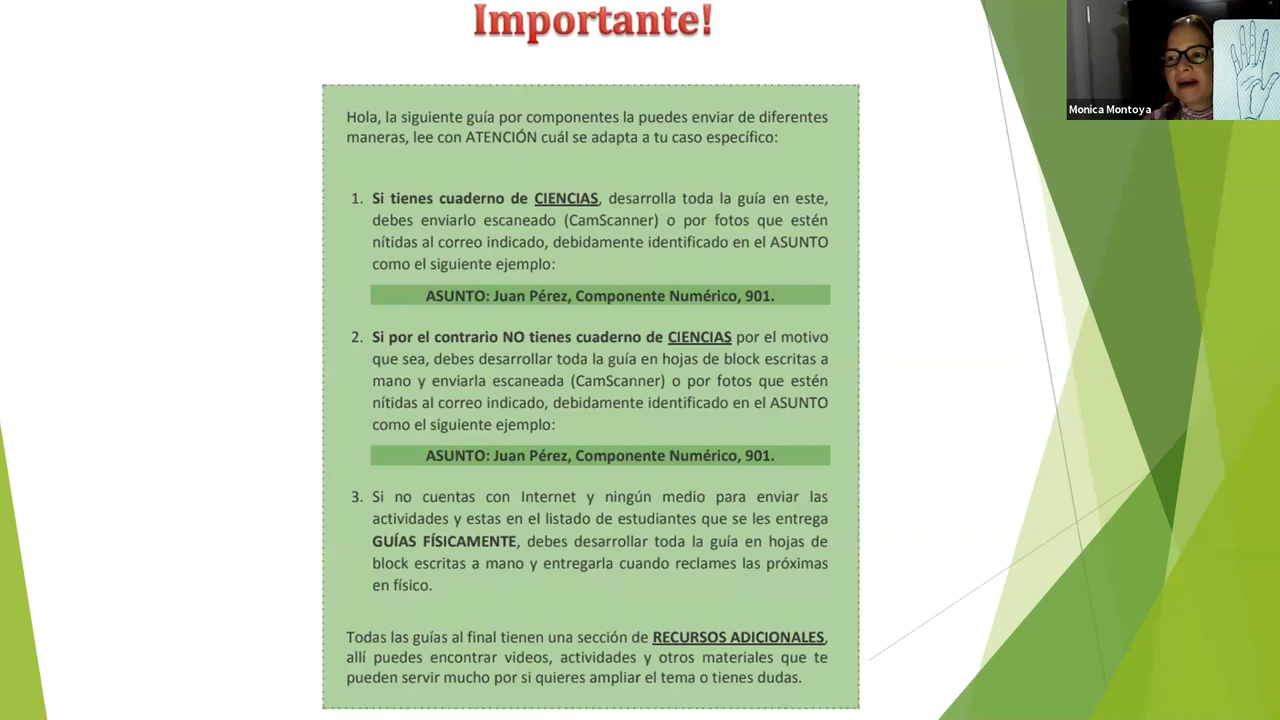 Importante!
Monica Montoya
Hola, la siguiente guía por componentes la puedes enviar de diferentes
maneras, lee con ATENCIÓN cuál se adapta a tu caso específico:
1. Si tienes cuaderno de CIENCIAS, desarrolla toda la guía en este,
debes enviarlo escaneado (CamScanner) o por fotos que estén
nítidas al correo indicado, debidamente identificado en el ASUNTO
como el siguiente ejemplo:
ASUNTO: Juan Pérez, Componente Numérico, 901.
2. Si por el contrario NO tienes cuaderno de CIENCIAS por el motivo
que sea, debes desarrollar toda la guía en hojas de block escritas a
mano y enviarla escaneada (CamScanner) o por fotos que estén
nítidas al correo indicado, debidamente identificado en el ASUNTO
como el siguiente ejemplo:
ASUNTO: Juan Pérez, Componente Numérico, 901.
3. Si no cuentas con Internet y ningún medio para enviar las
actividades y estas en el listado de estudiantes que se les entrega
GUÍAS FÍSICAMENTE, debes desarrollar toda la guía en hojas de
block escritas a mano y entregarla cuando reclames las próximas
en físico.
Todas las guías al final tienen una sección de RECURSOS ADICIONALES,
allí puedes encontrar videos, actividades y otros materiales que te
pueden servir mucho por si quieres ampliar el tema o tienes dudas.